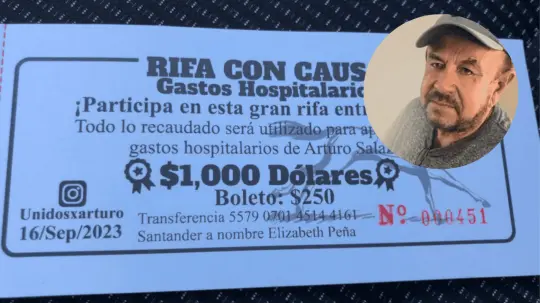 RIFA CON CAUS
Gastos Hospitalario
¡Participa en esta gran rifa entr
Todo lo recaudado será utilizado para ap
gastos hospitalarios de Arturo Sala
$1,000 Dólares
Boleto: $250
Unidosxarturo
16/Sep/2023
Transferencia 5579 0701 4514 4161
Santander a nombre Elizabeth Peña
Nº 000451